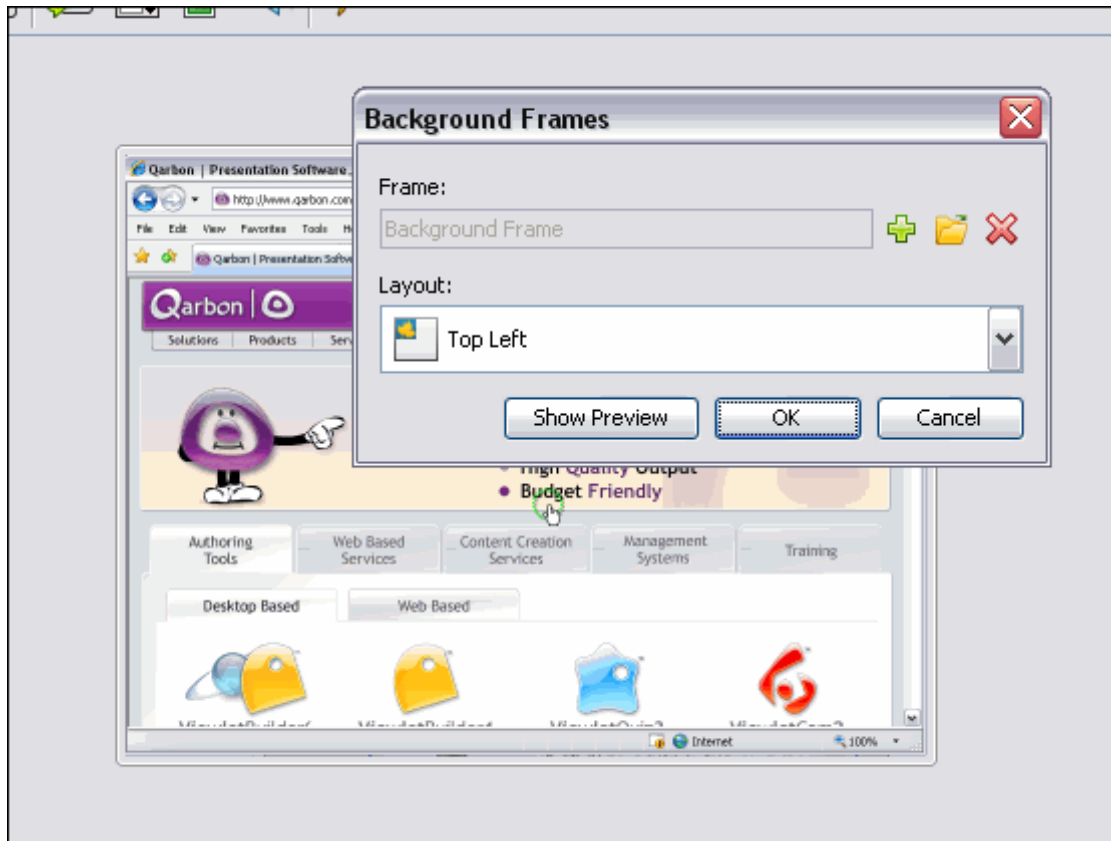 Background Frames
Qarbon | Presentation Software
Frame:
http://www.qarbon.com
File Edit View Favorites Tools
Background Frame
Qarbon | Presentation
Layout:
Qarbon
Top Left
Solutions Products
Show Preview OK Cancel
High Quality Output
Budget Friendly
Authoring Tools
Web Based Services
Content Creation Services
Management Systems
Training
Desktop Based Web Based
Internet 100%